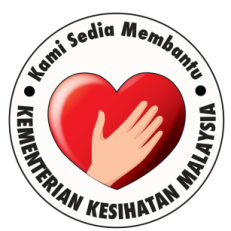 Kami Sedia Membantu
KEMENTERIAN KESIHATAN MALAYSIA